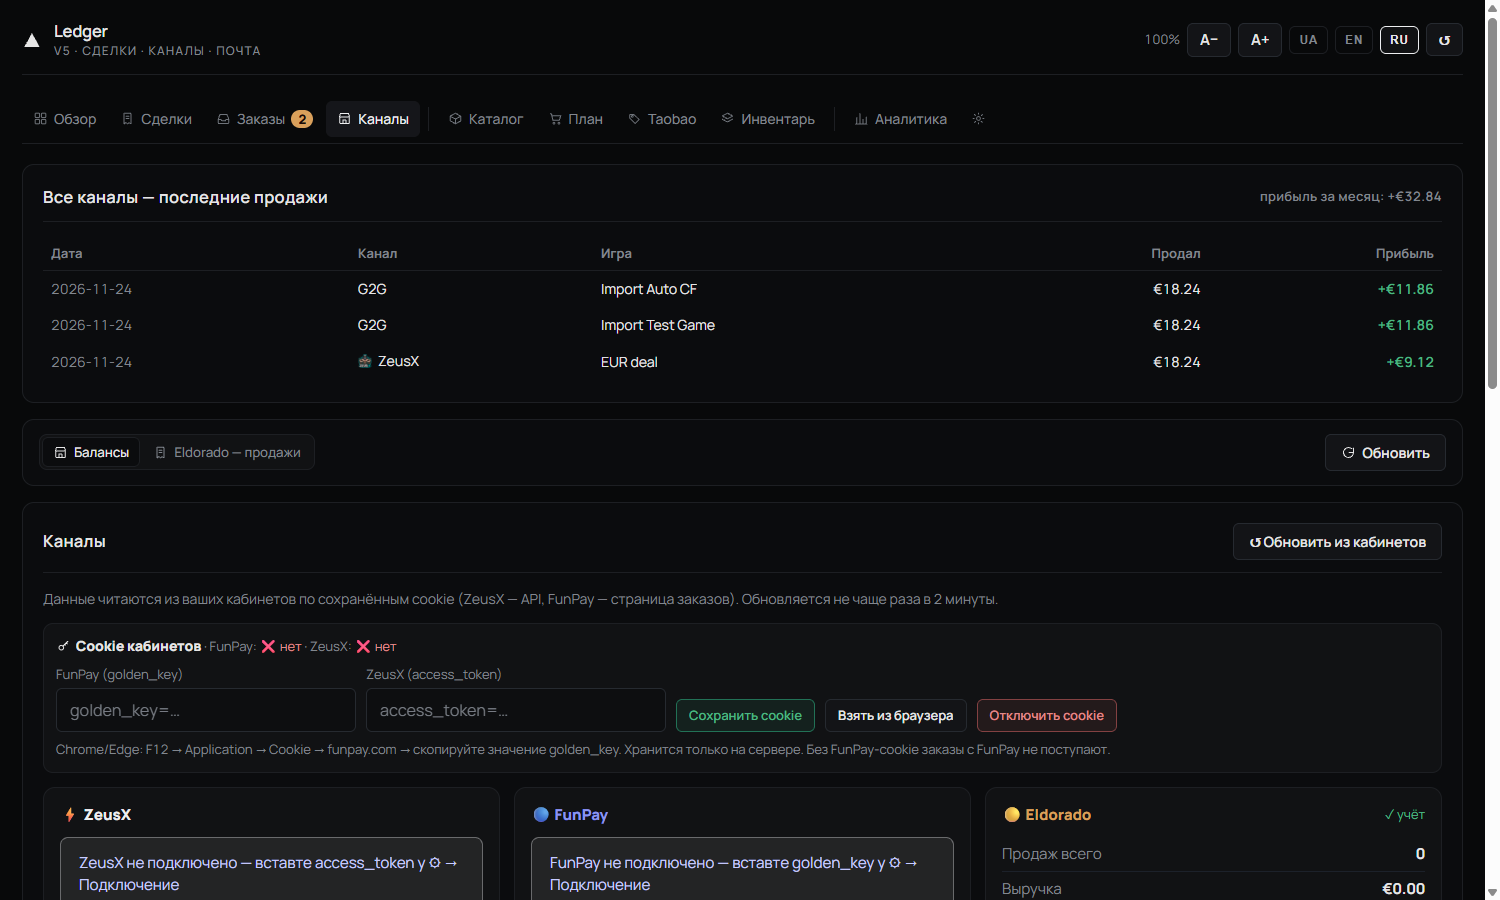 Ledger
V5 · СДЕЛКИ · КАНАЛЫ · ПОЧТА
100% A− A+ UA EN RU ↺
Обзор Сделки Заказы 2 Каналы Каталог План Taobao Инвентарь Аналитика
Все каналы — последние продажи
прибыль за месяц: +€32.84
Дата Канал Игра Продал Прибыль
2026-11-24 G2G Import Auto CF €18.24 +€11.86
2026-11-24 G2G Import Test Game €18.24 +€11.86
2026-11-24 ZeusX EUR deal €18.24 +€9.12
Балансы Eldorado — продажи Обновить
Каналы ↺ Обновить из кабинетов
Данные читаются из ваших кабинетов по сохранённым cookie (ZeusX — API, FunPay — страница заказов). Обновляется не чаще раза в 2 минуты.
Cookie кабинетов · FunPay: ❌ нет · ZeusX: ❌ нет
FunPay (golden_key) ZeusX (access_token)
golden_key=… access_token=… Сохранить cookie Взять из браузера Отключить cookie
Chrome/Edge: F12 → Application → Cookie → funpay.com → скопируйте значение golden_key. Хранится только на сервере. Без FunPay-cookie заказы с FunPay не поступают.
ZeusX
ZeusX не подключено — вставте access_token у ⚙ →
Подключение
FunPay
FunPay не подключено — вставте golden_key у ⚙ →
Подключение
Eldorado ✓ учёт
Продаж всего 0
Выручка €0.00